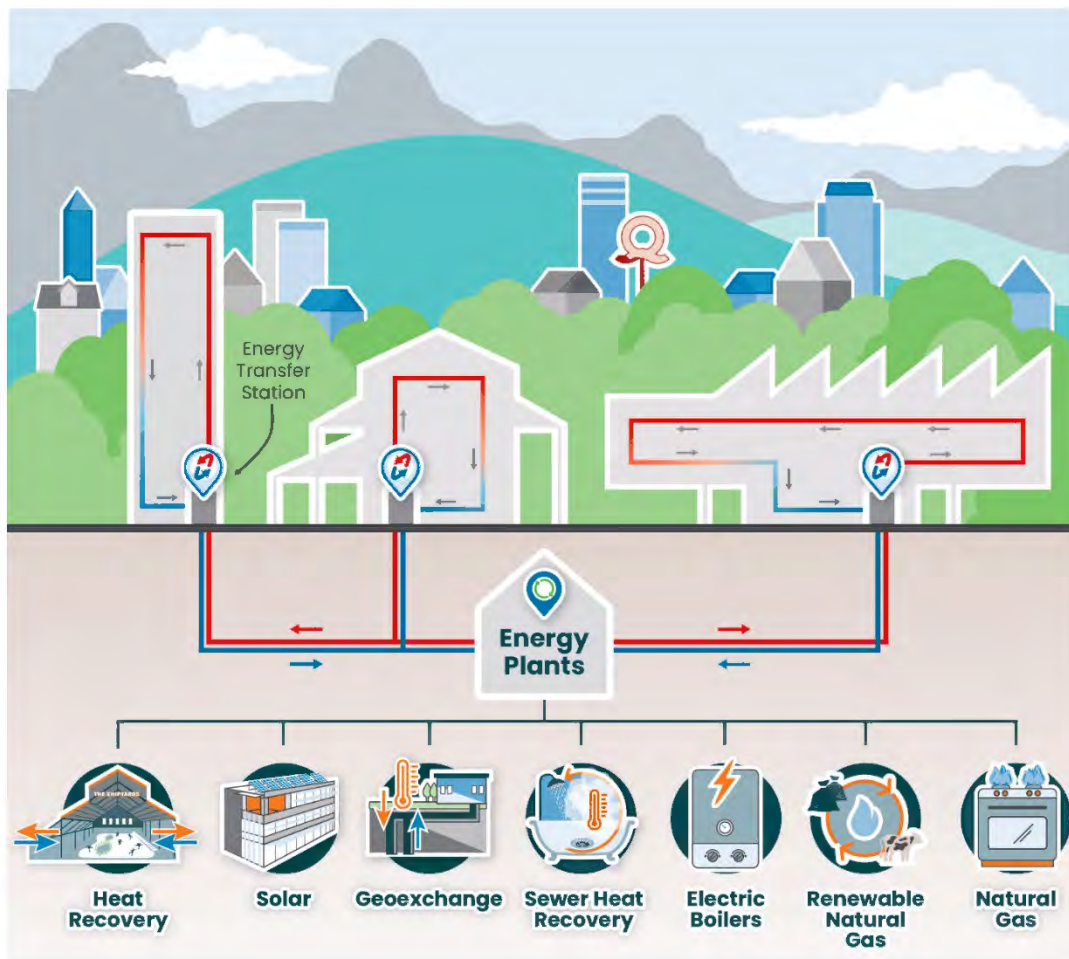 Energy
Transfer
Station
Energy
Plants
THE SHIPYARDS
Heat
Recovery
Solar
Geoexchange
Sewer Heat
Recovery
Electric
Boilers
Renewable
Natural
Gas
Natural
Gas